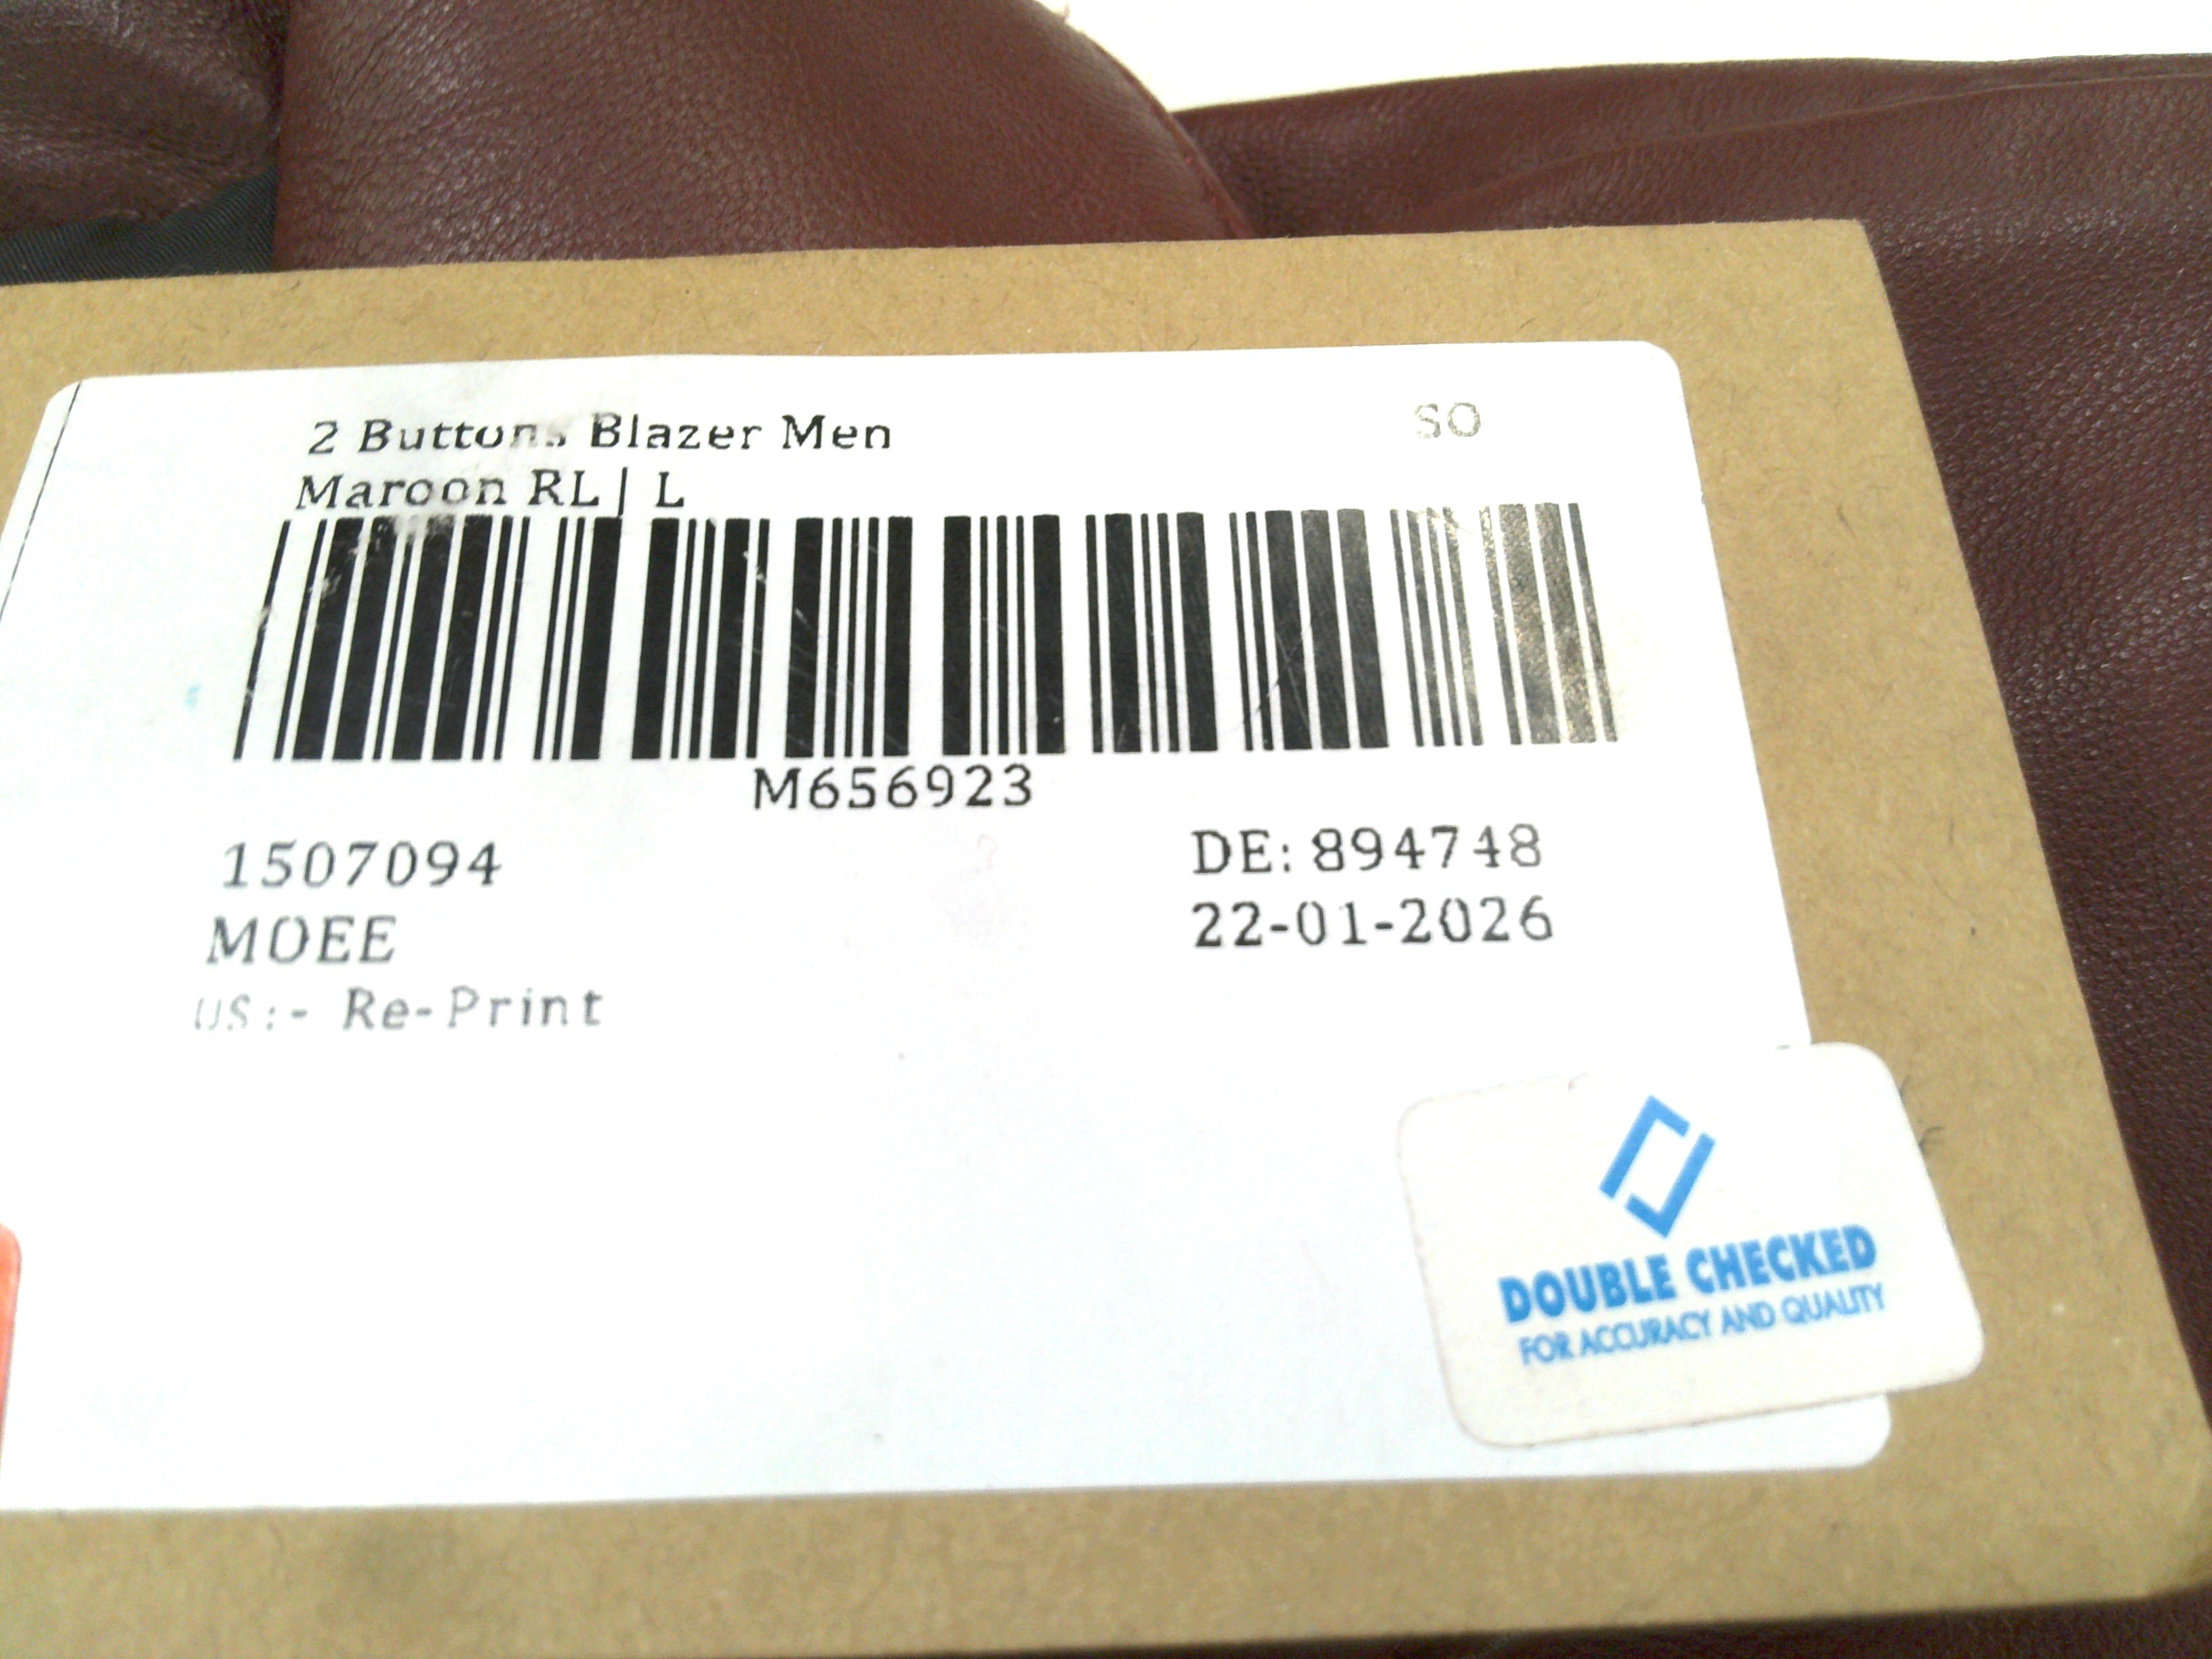 2 Buttons Blazer Men
SO
Maroon RL| L
M656923
1507094
DE: 894748
MOEE
22-01-2026
US:- Re-Print
DOUBLE CHECKED
FOR ACCURACY AND QUALITY